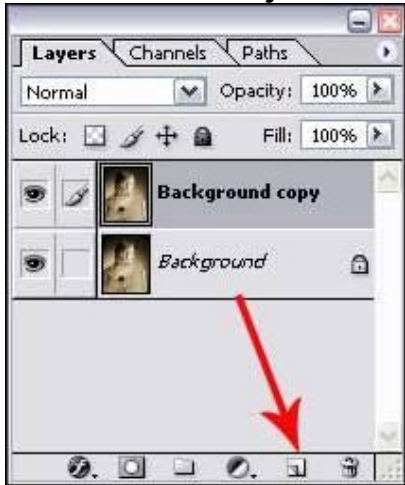 Layers Channels Paths
Normal Opacity: 100%
Lock: Fill: 100%
Background copy
Background